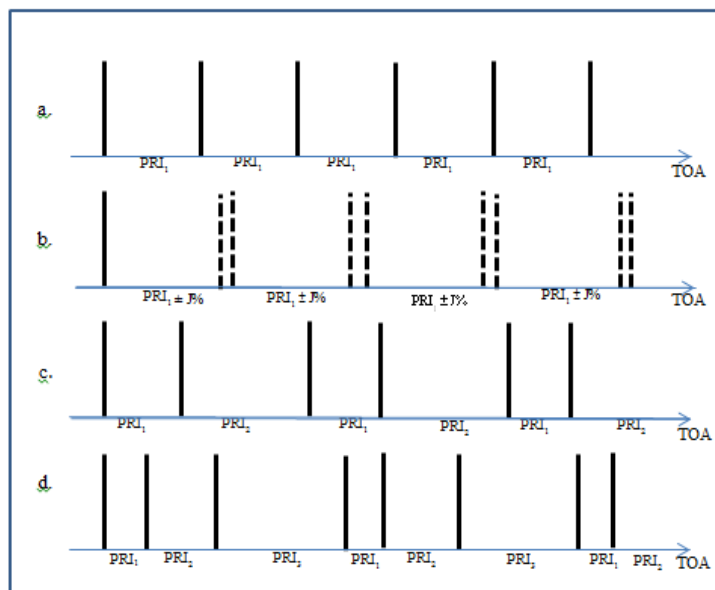 a.
PRI₁ PRI₁ PRI₁ PRI₁ PRI₁ TOA
b.
PRI₁ ± J% PRI₁ ± J% PRI₁ ± J% PRI₁ ± J% TOA
c.
PRI₁ PRI₂ PRI₁ PRI₂ PRI₁ PRI₂ TOA
d.
PRI₁ PRI₂ PRI₃ PRI₁ PRI₂ PRI₃ PRI₁ PRI₂ TOA